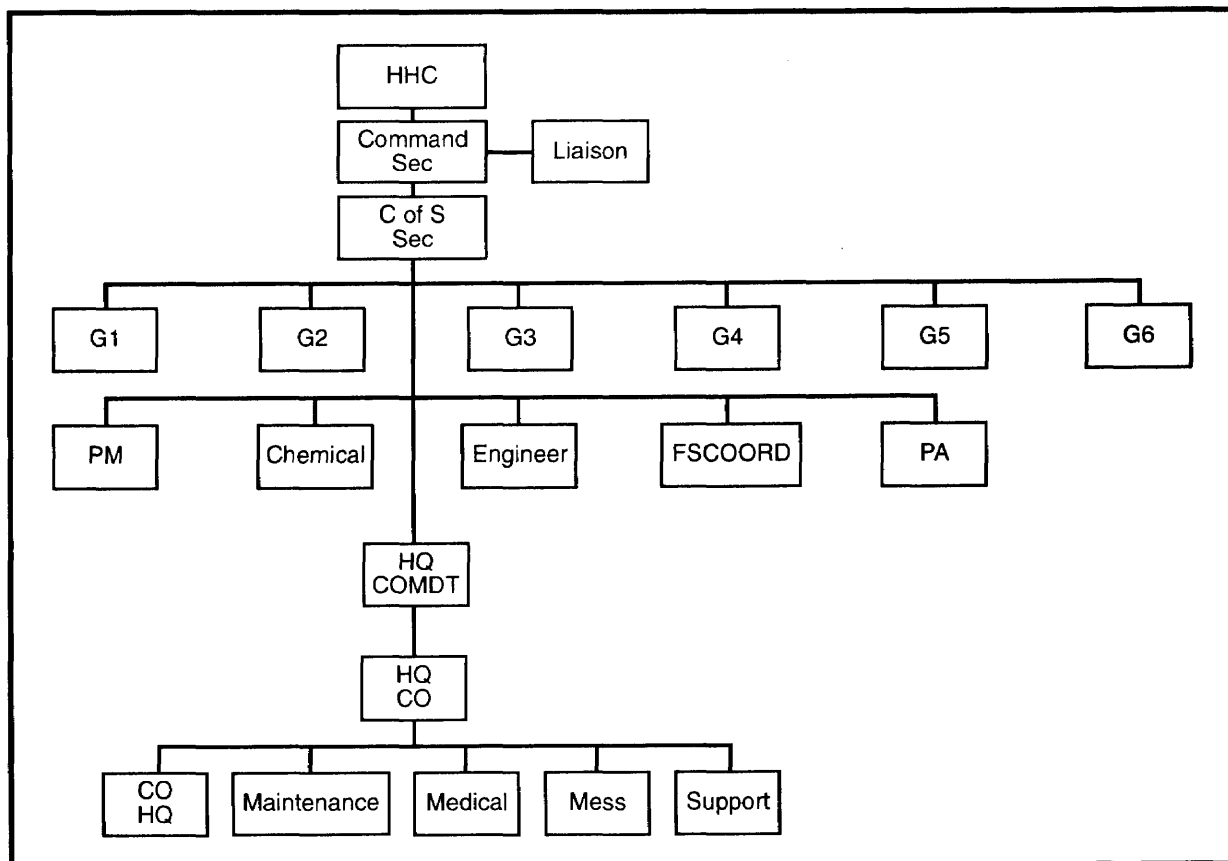 HHC
Command
Sec
Liaison
C of S
Sec
G1
G2
G3
G4
G5
G6
PM
Chemical
Engineer
FSCOORD
PA
HQ
COMDT
HQ
CO
CO
HQ
Maintenance
Medical
Mess
Support